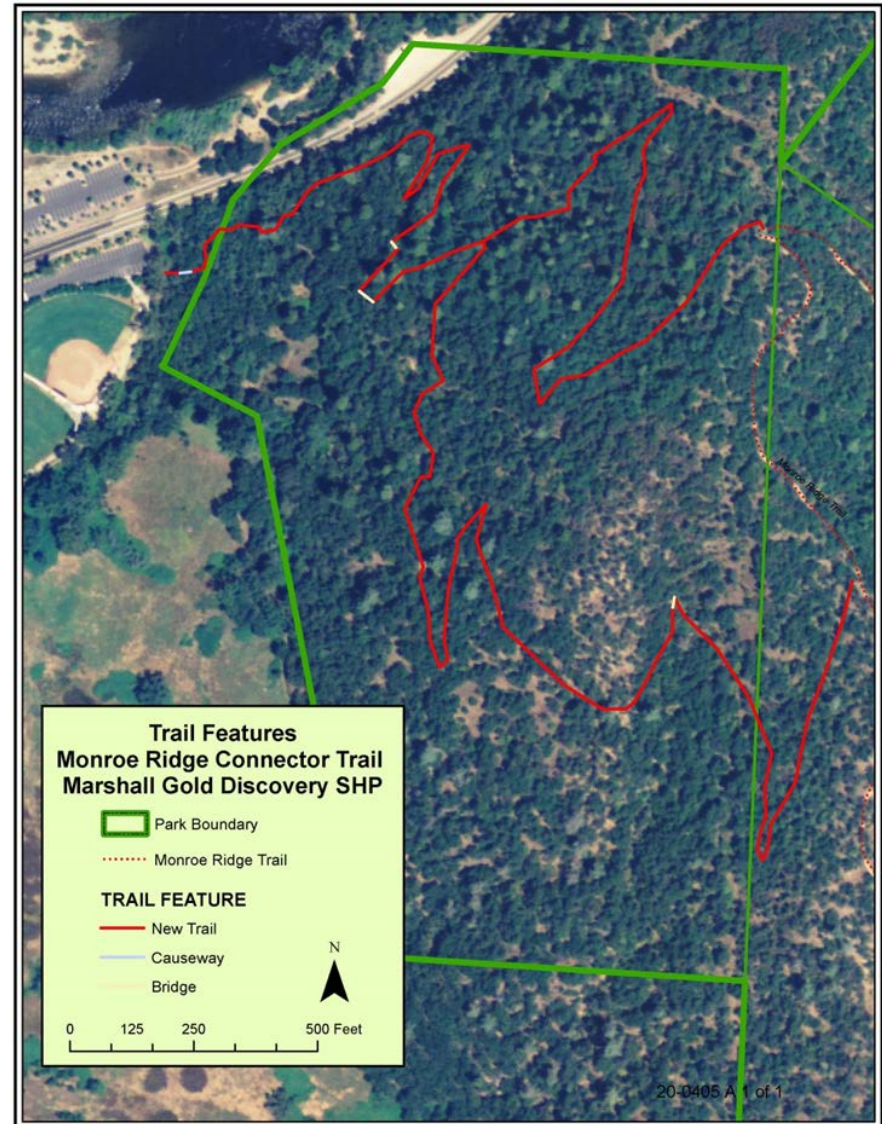 Monroe Ridge Trail
Trail Features
Monroe Ridge Connector Trail
Marshall Gold Discovery SHP
Park Boundary
Monroe Ridge Trail
TRAIL FEATURE
New Trail
Causeway
Bridge
N
0 125 250 500 Feet
20-0405 A 1 of 1